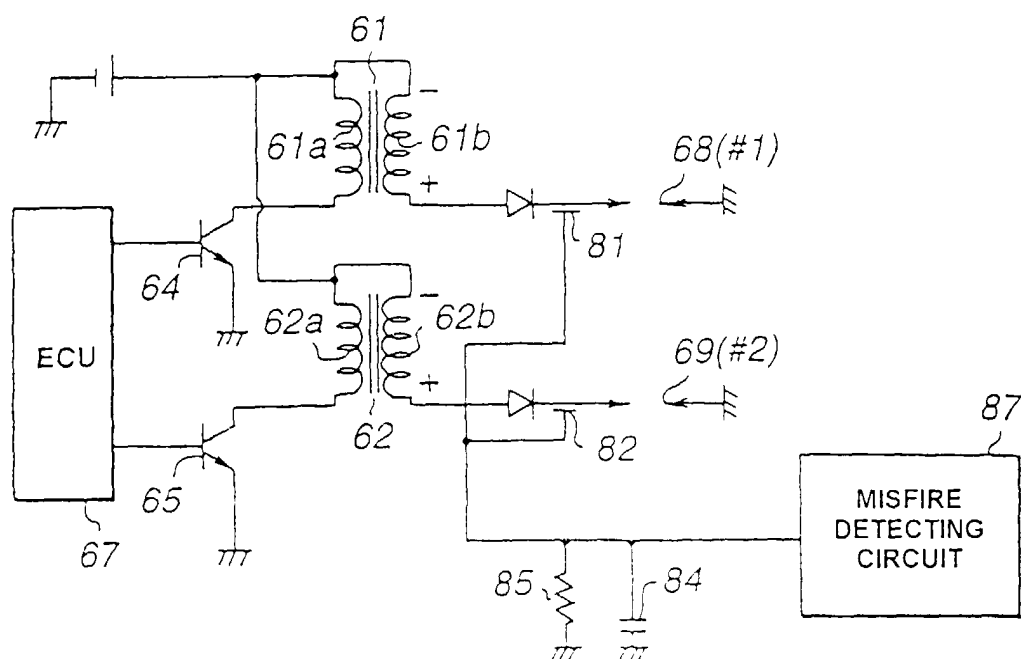 61
61a
61b
68(#1)
81
64
ECU
62a
62b
69(#2)
87
62
82
65
67
MISFIRE
DETECTING
CIRCUIT
85
84
−
+
−
+